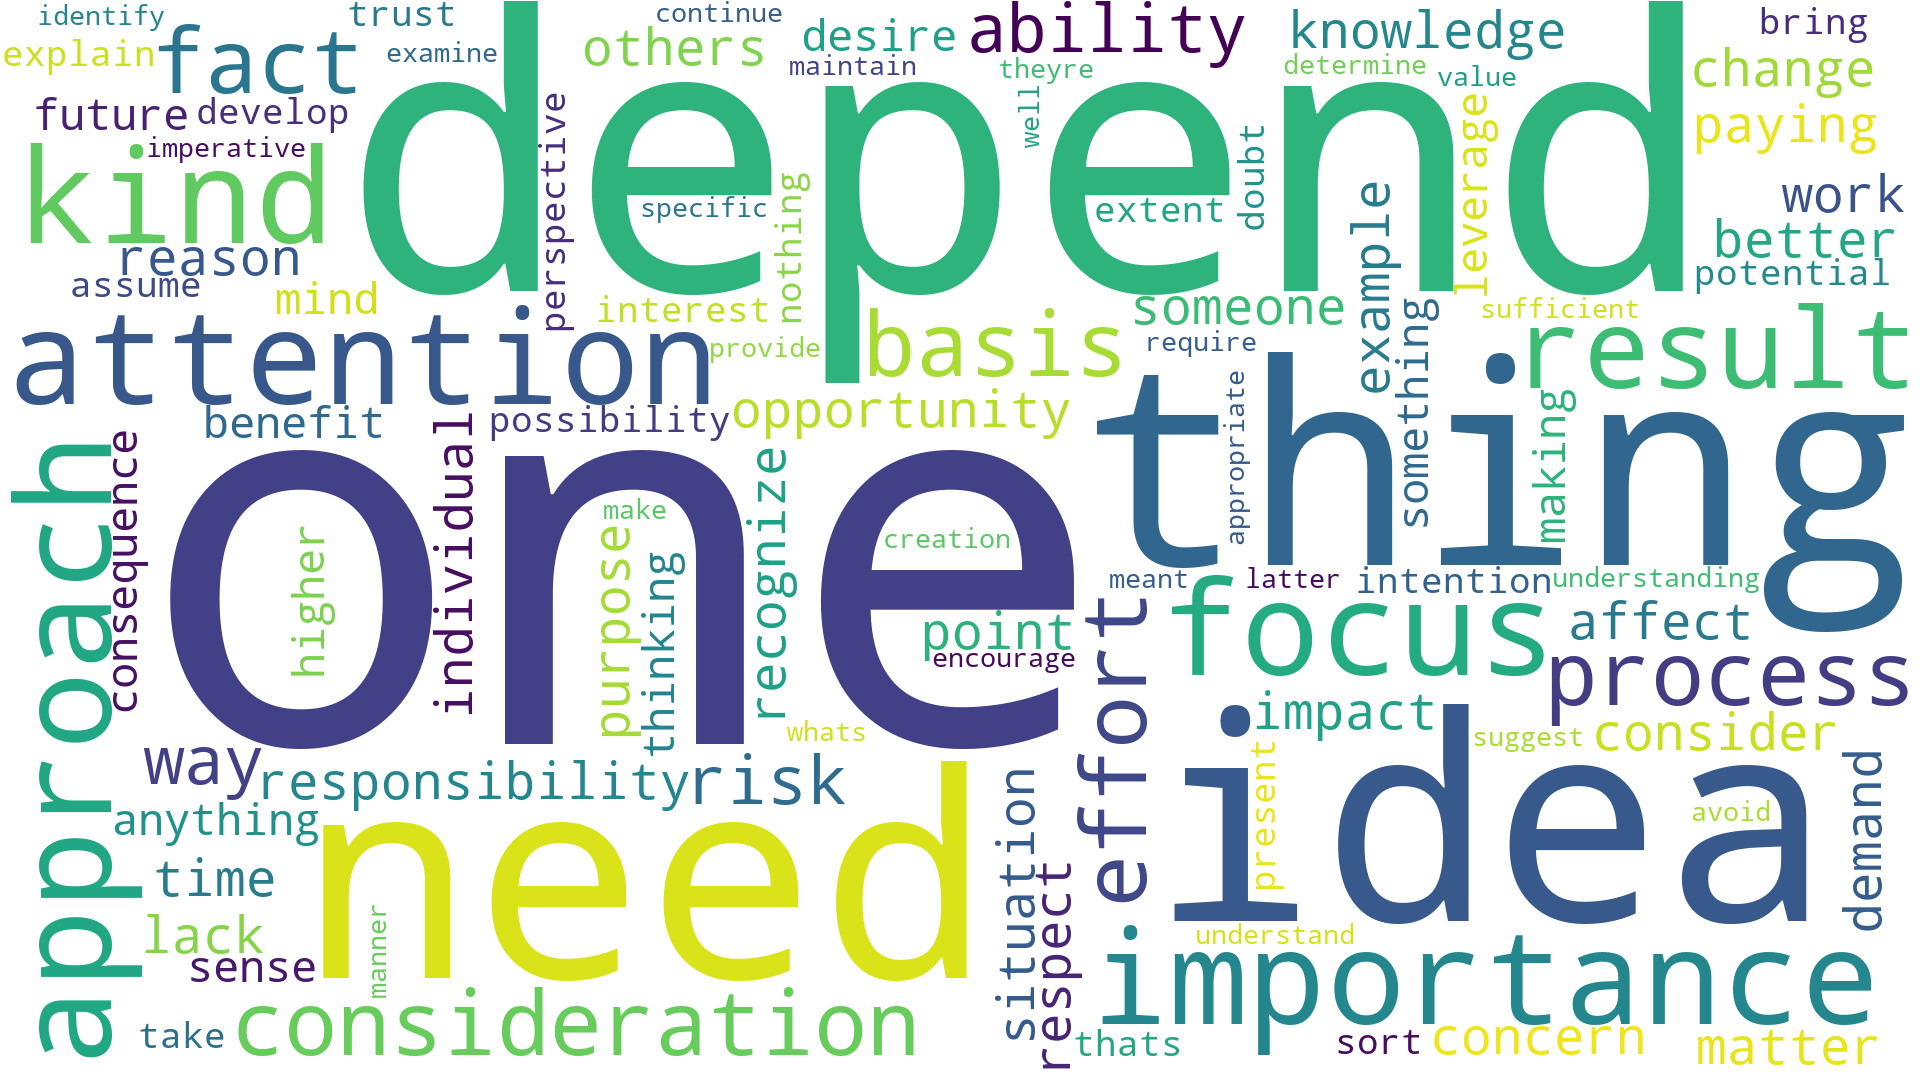 identify
trust
continue
ability
knowledge
bring
explain
fact
examine
others
desire
maintain
theyre
determine
value
change
future
develop
depend
well
leverage
paying
imperative
kind
perspective
specific
nothing
extent
doubt
example
work
reason
better
assume
mind
interest
someone
potential
attention
provide
basis
require
something
sufficient
result
benefit
possibility
opportunity
appropriate
making
thing
approach
consequence
individual
one
higher
make
purpose
thinking
recognize
creation
point
encourage
meant
latter
intention
understanding
focus
affect
process
effort
impact
whats
suggest
consider
way
responsibility
risk
anything
need
situation
present
idea
avoid
demand
time
lack
sense
manner
respect
understand
importance
take
consideration
thats
sort
concern
matter